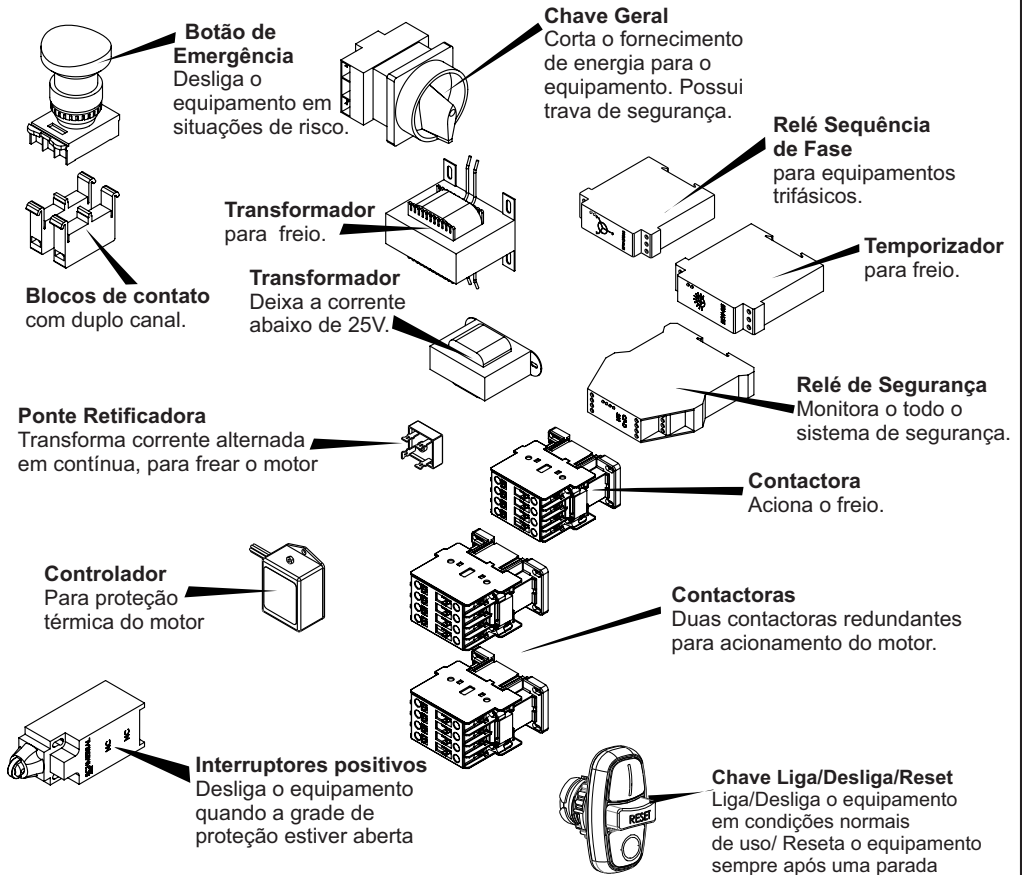 Botão de
Emergência
Desliga o
equipamento em
situações de risco.
Chave Geral
Corta o fornecimento
de energia para o
equipamento. Possui
trava de segurança.
Relé Sequência
de Fase
para equipamentos
trifásicos.
Transformador
para freio.
Temporizador
para freio.
Blocos de contato
com duplo canal.
Transformador
Deixa a corrente
abaixo de 25V.
Relé de Segurança
Monitora o todo o
sistema de segurança.
Ponte Retificadora
Transforma corrente alternada
em contínua, para frear o motor
Contactora
Aciona o freio.
Controlador
Para proteção
térmica do motor
Contactoras
Duas contactoras redundantes
para acionamento do motor.
NC
NC
Interruptores positivos
Desliga o equipamento
quando a grade de
proteção estiver aberta
RESET
Chave Liga/Desliga/Reset
Liga/Desliga o equipamento
em condições normais
de uso/ Reseta o equipamento
sempre após uma parada